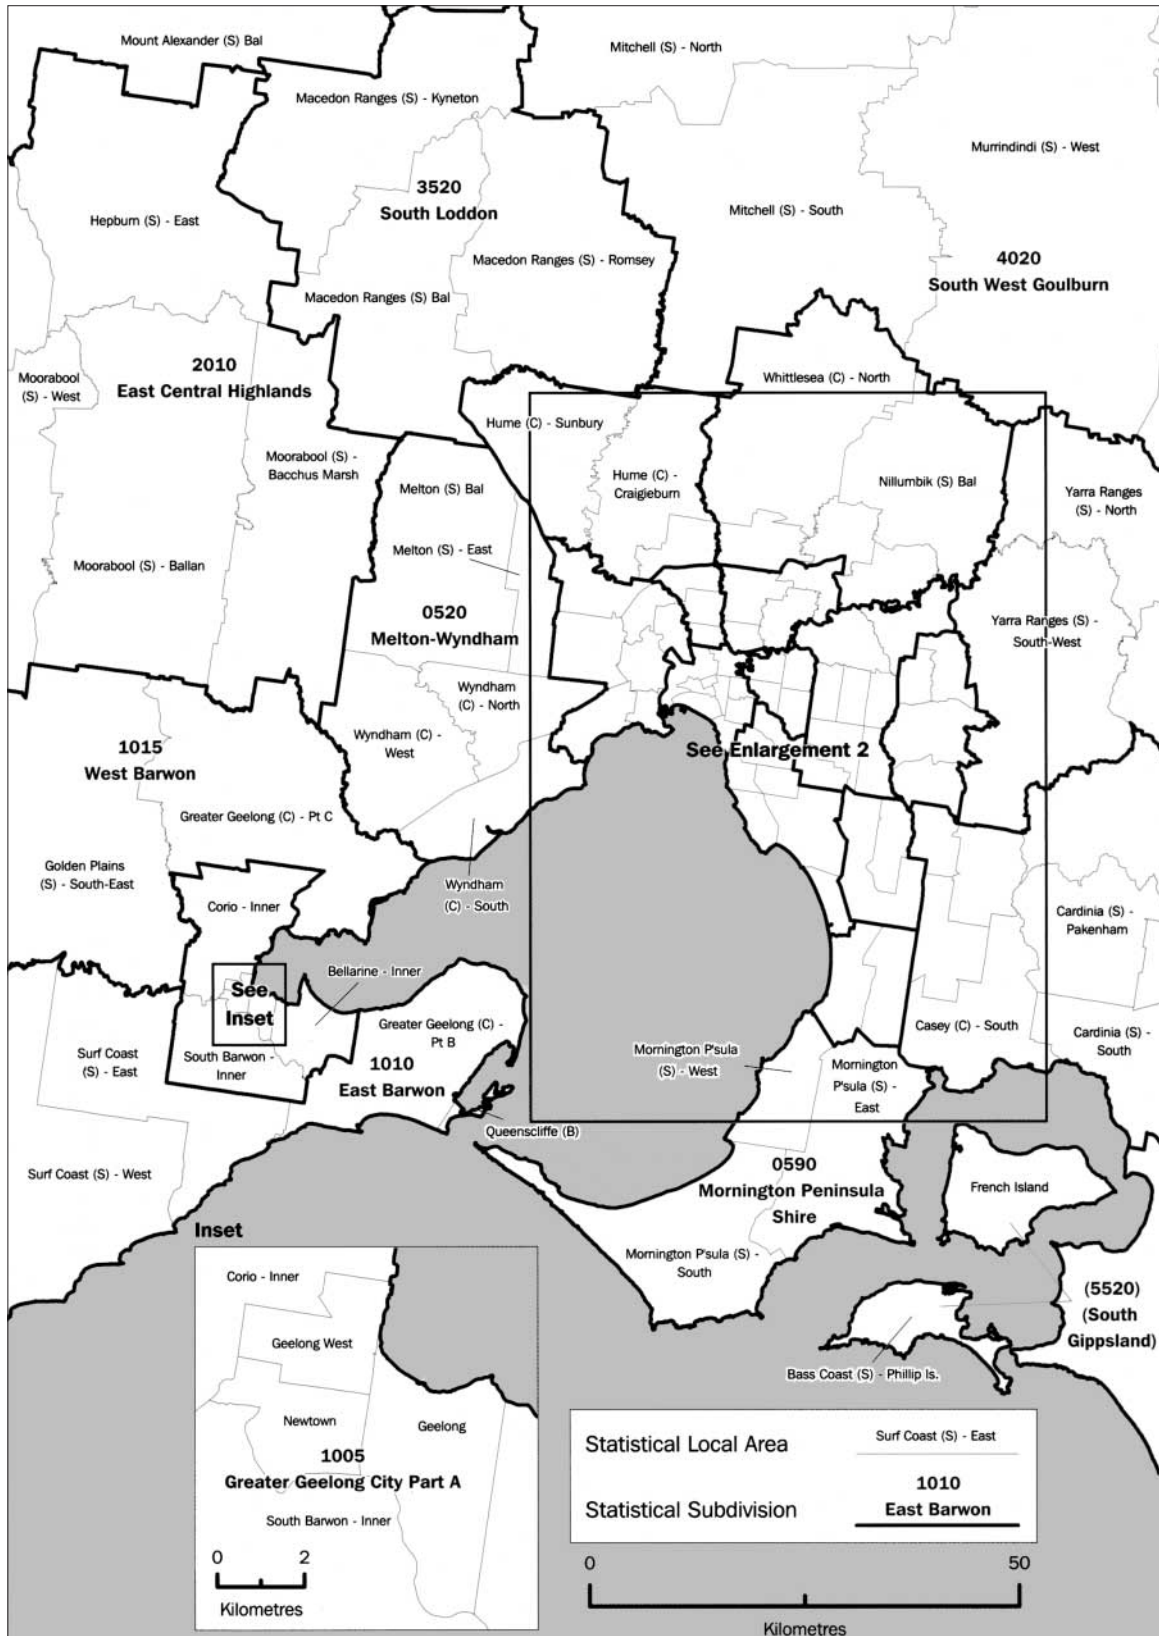 Mount Alexander (S) Bal
Mitchell (S) - North
Macedon Ranges (S) - Kyneton
Murrindindi (S) - West
3520
South Loddon
Hepburn (S) - East
Mitchell (S) - South
Macedon Ranges (S) - Romsey
4020
South West Goulburn
Macedon Ranges (S) Bal
2010
East Central Highlands
Moorabool
(S) - West
Whittlesea (C) - North
Hume (C) - Sunbury
Moorabool (S) -
Bacchus Marsh
Hume (C) -
Craigieburn
Melton (S) Bal
Nillumbik (S) Bal
Yarra Ranges
(S) - North
Melton (S) - East
Moorabool (S) - Ballan
0520
Melton-Wyndham
Yarra Ranges (S) -
South-West
Wyndham
(C) - North
Wyndham (C) -
West
1015
West Barwon
See Enlargement 2
Greater Geelong (C) - Pt C
Golden Plains
(S) - South-East
Wyndham
(C) - South
Corio - Inner
Cardinia (S) -
Pakenham
Bellarine - Inner
See
Inset
Greater Geelong (C) -
Pt B
Casey (C) - South
Cardinia (S) -
South
Surf Coast
(S) - East
South Barwon -
Inner
1010
East Barwon
Mornington P'sula
(S) - West
Mornington
P'sula (S) -
East
Queenscliffe (B)
Surf Coast (S) - West
0590
Mornington Peninsula
Shire
French Island
Mornington P'sula (S) -
South
(5520)
(South
Gippsland)
Bass Coast (S) - Phillip Is.
Inset
Corio - Inner
Geelong West
Newtown
Geelong
1005
Greater Geelong City Part A
South Barwon - Inner
0 2
Kilometres
Statistical Local Area
Surf Coast (S) - East
Statistical Subdivision
1010
East Barwon
0 50
Kilometres